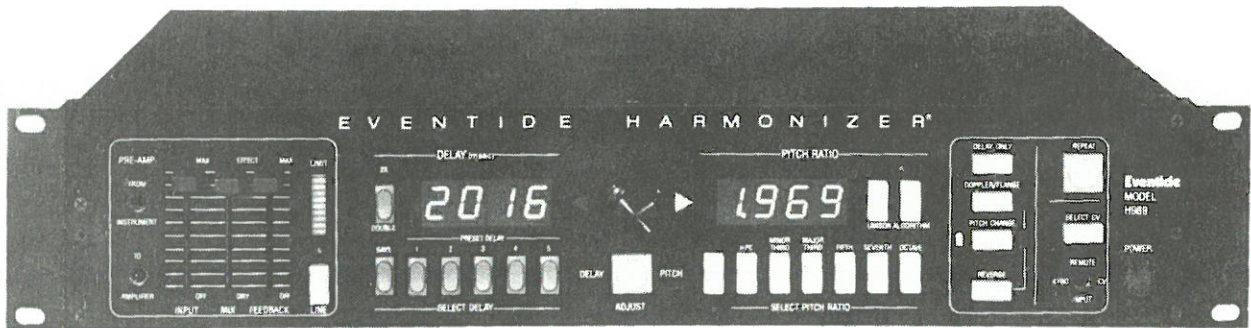 EVENTIDE HARMONIZER®
PRE-AMP
FROM
INSTRUMENT
TO
AMPLIFIER
MAX EFFECT MAX
LIMIT
OFF DRY OFF
INPUT MIX FEEDBACK
LINE
DELAY (msec)
2X
DOUBLE
2016
PRESET DELAY
1 2 3 4 5
SELECT DELAY
DELAY PITCH
ADJUST
PITCH RATIO
1.969
UNISON ALGORITHM
MINOR THIRD
MAJOR THIRD
FIFTH
SEVENTH
OCTAVE
SELECT PITCH RATIO
DELAY ONLY
DOPPLER/FLANGE
PITCH CHANGE
REVERSE
REPEAT
SELECT CV
REMOTE
CV
INPUT
Eventide
MODEL
H969
POWER